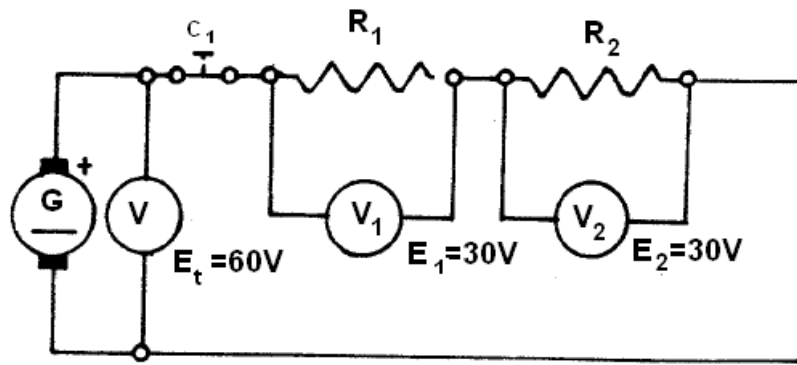 C1
R1
R2
+
G
V
V1
V2
Et=60V
E1=30V
E2=30V